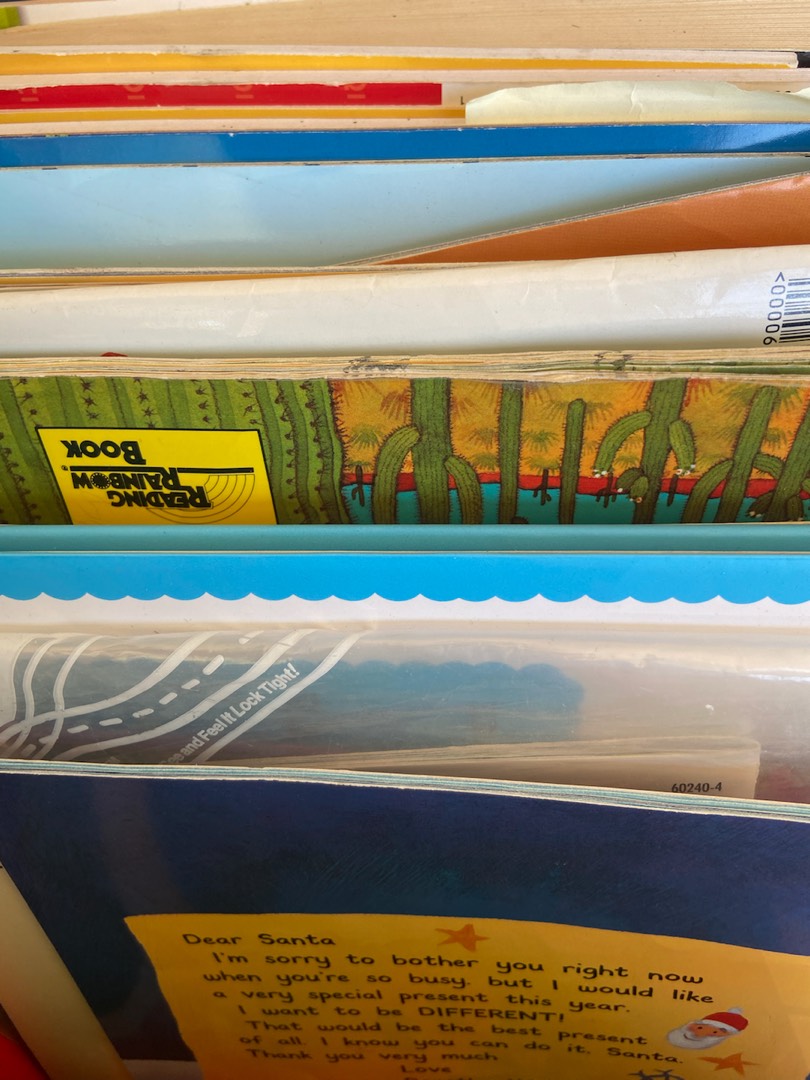 00006>
READING
RAINBOW
BOOK
See and Feel It Lock Tight!
60240-4
Dear Santa
I'm sorry to bother you right now
when you're so busy. but I would like
a very special present this year.
I want to be DIFFERENT!
That would be the best present
of all. I know you can do it, Santa.
Thank you very much
Love